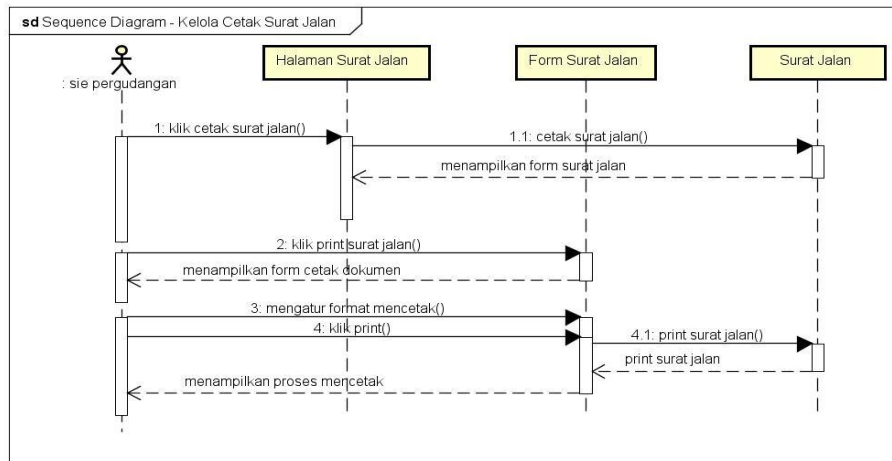 sd Sequence Diagram - Kelola Cetak Surat Jalan
: sie pergudangan
Halaman Surat Jalan
Form Surat Jalan
Surat Jalan
1: klik cetak surat jalan()
1.1: cetak surat jalan()
menampilkan form surat jalan
2: klik print surat jalan()
menampilkan form cetak dokumen
3: mengatur format mencetak()
4: klik print()
4.1: print surat jalan()
print surat jalan
menampilkan proses mencetak